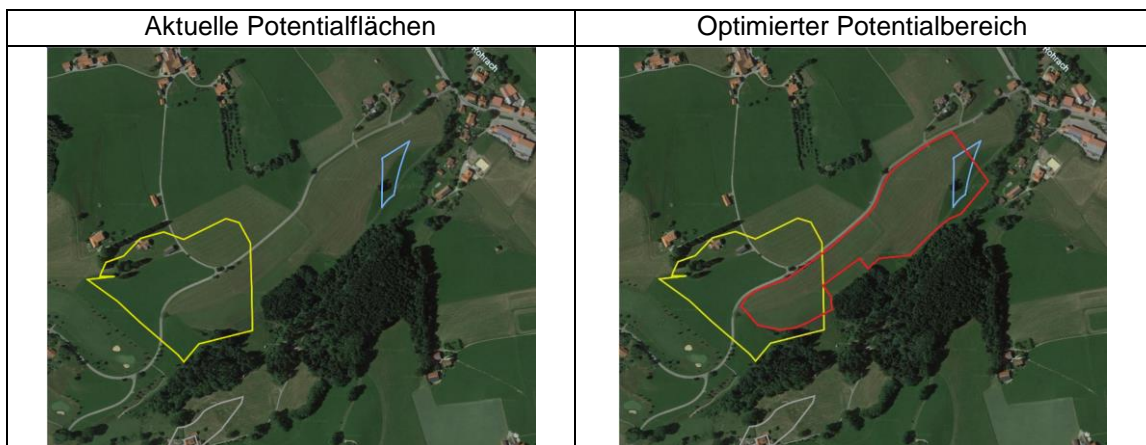 Aktuelle Potentialflächen
Optimierter Potentialbereich
Rohrach
Rohrach